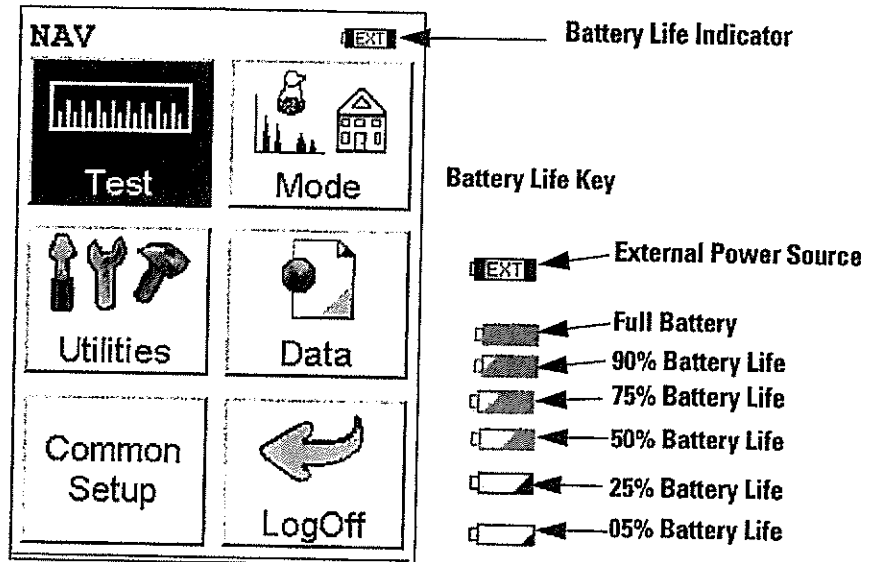 NAV
EXT
Battery Life Indicator
Test
Mode
Utilities
Data
Common
Setup
LogOff
Battery Life Key
EXT
External Power Source
Full Battery
90% Battery Life
75% Battery Life
50% Battery Life
25% Battery Life
05% Battery Life